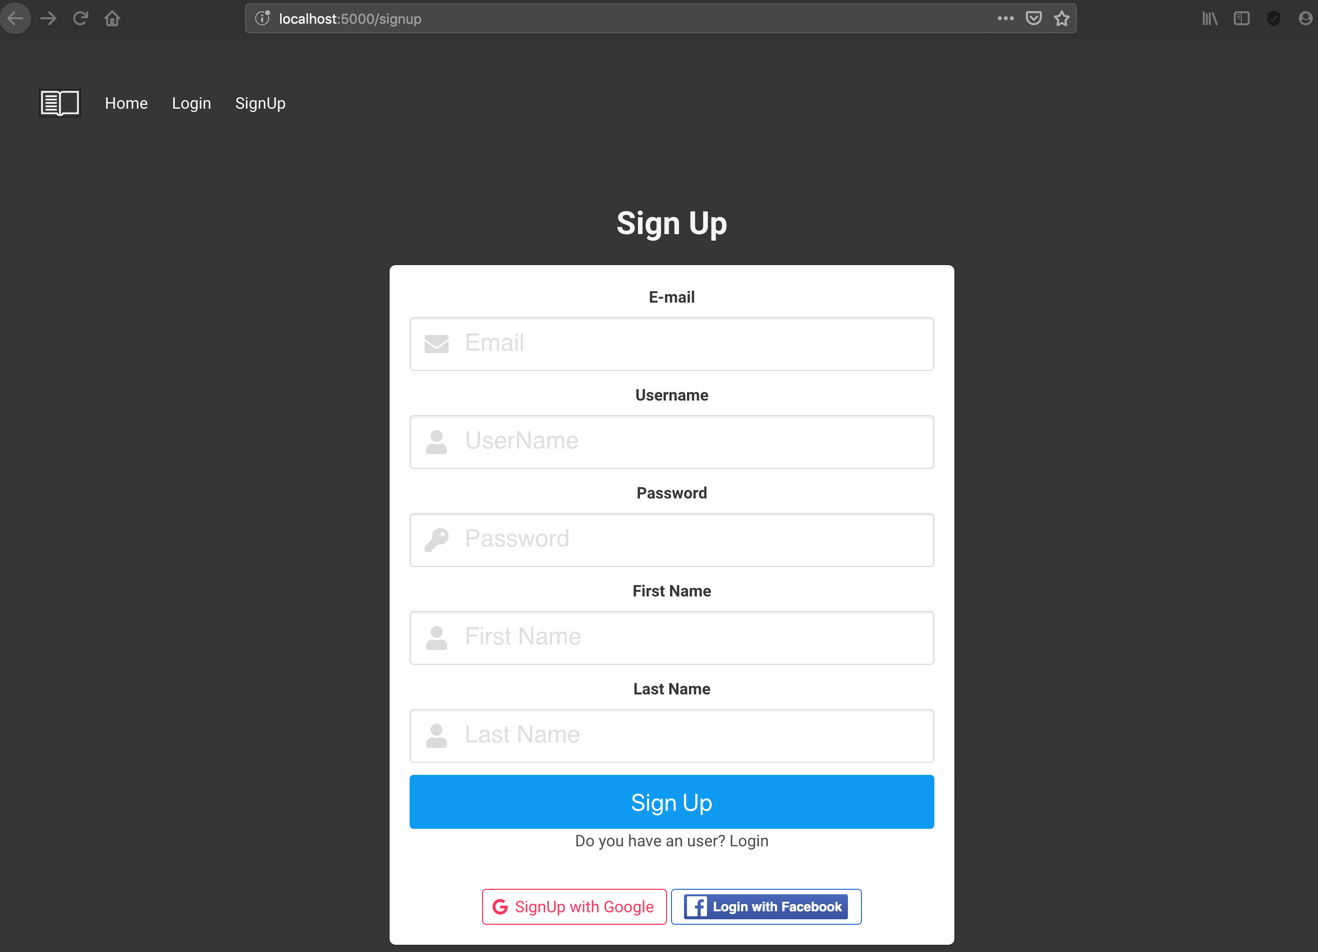 localhost:5000/signup
Home Login SignUp
Sign Up
E-mail
Email
Username
UserName
Password
Password
First Name
First Name
Last Name
Last Name
Sign Up
Do you have an user? Login
SignUp with Google Login with Facebook